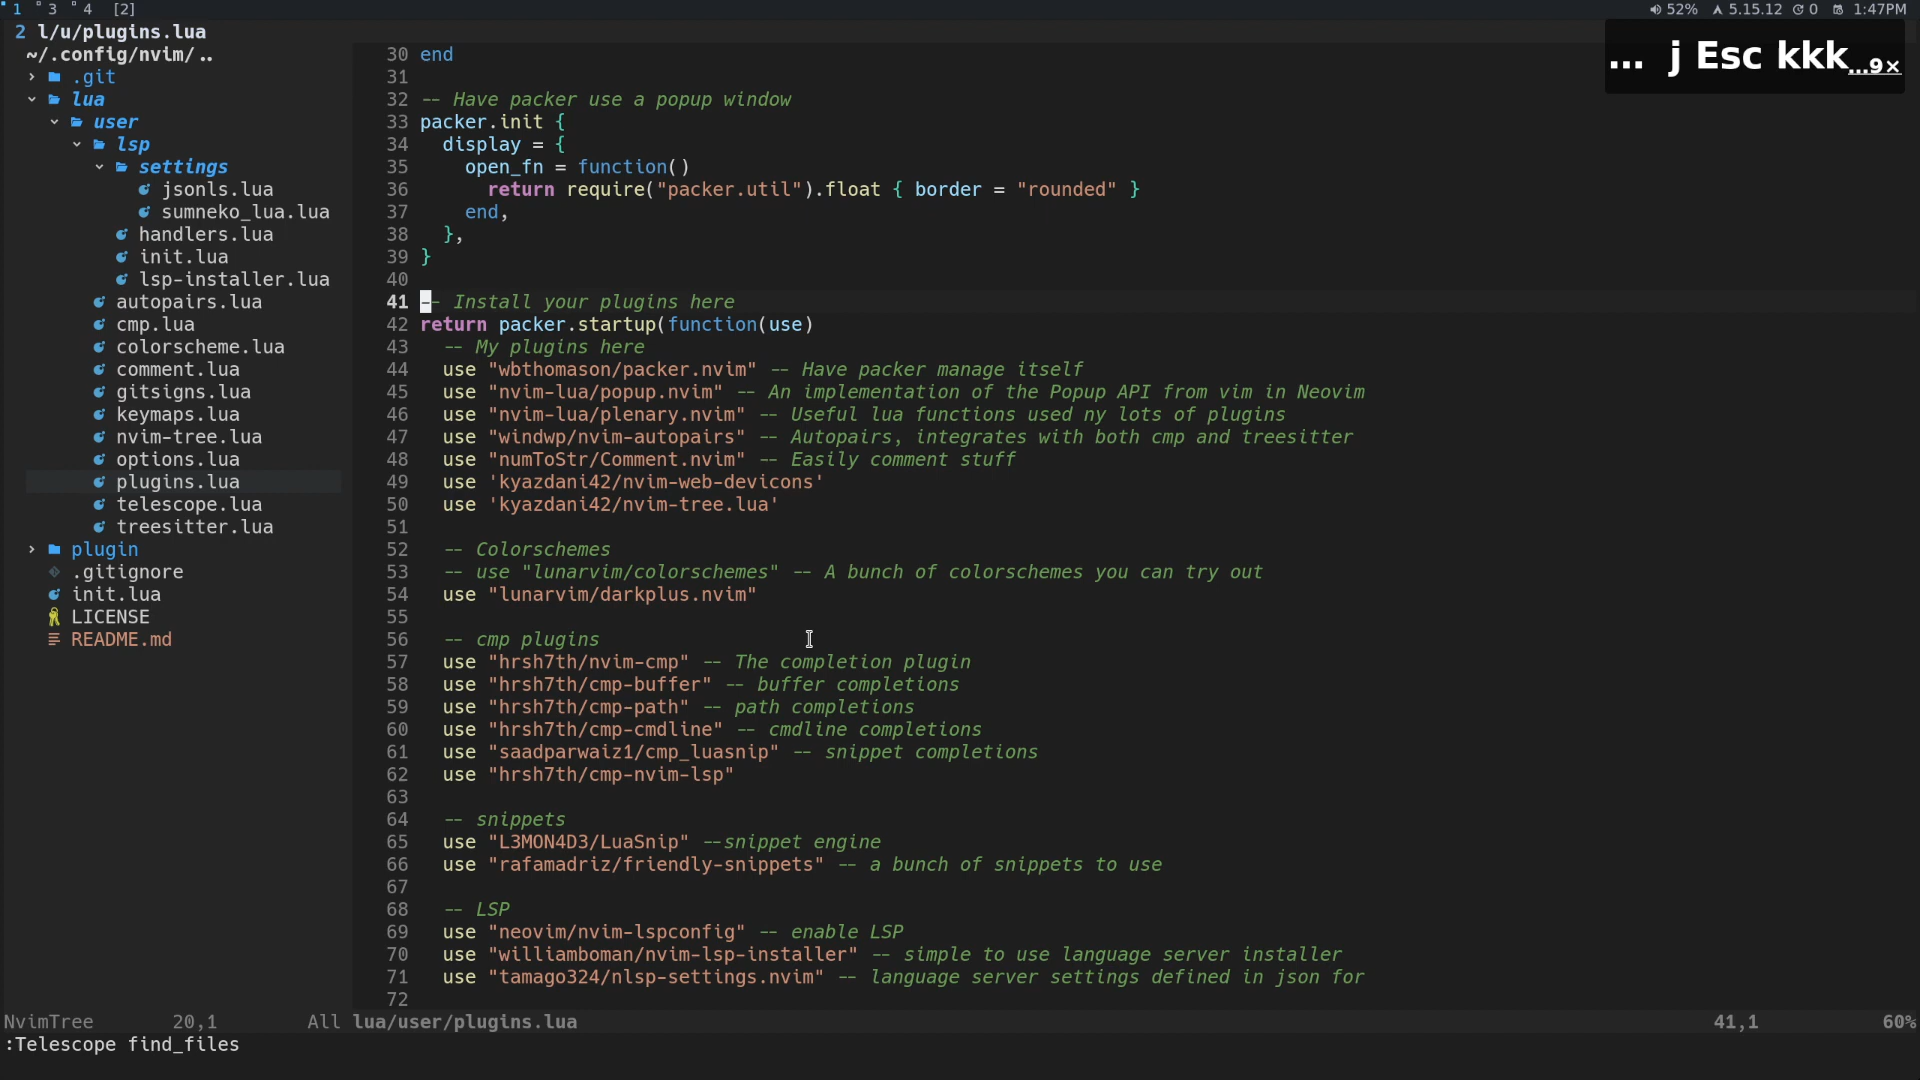 1 3 4 [2] 52% 5.15.12 0 1:47PM
2 l/u/plugins.lua
... j Esc kkk...9×
~/.config/nvim/..
.git
lua
user
lsp
settings
jsonls.lua
sumneko_lua.lua
handlers.lua
init.lua
lsp-installer.lua
autopairs.lua
cmp.lua
colorscheme.lua
comment.lua
gitsigns.lua
keymaps.lua
nvim-tree.lua
options.lua
plugins.lua
telescope.lua
treesitter.lua
plugin
.gitignore
init.lua
LICENSE
README.md
30 end
31
32 -- Have packer use a popup window
33 packer.init {
34   display = {
35     open_fn = function()
36       return require("packer.util").float { border = "rounded" }
37     end,
38   },
39 }
40
41 -- Install your plugins here
42 return packer.startup(function(use)
43   -- My plugins here
44   use "wbthomason/packer.nvim" -- Have packer manage itself
45   use "nvim-lua/popup.nvim" -- An implementation of the Popup API from vim in Neovim
46   use "nvim-lua/plenary.nvim" -- Useful lua functions used ny lots of plugins
47   use "windwp/nvim-autopairs" -- Autopairs, integrates with both cmp and treesitter
48   use "numToStr/Comment.nvim" -- Easily comment stuff
49   use 'kyazdani42/nvim-web-devicons'
50   use 'kyazdani42/nvim-tree.lua'
51
52   -- Colorschemes
53   -- use "lunarvim/colorschemes" -- A bunch of colorschemes you can try out
54   use "lunarvim/darkplus.nvim"
55
56   -- cmp plugins
57   use "hrsh7th/nvim-cmp" -- The completion plugin
58   use "hrsh7th/cmp-buffer" -- buffer completions
59   use "hrsh7th/cmp-path" -- path completions
60   use "hrsh7th/cmp-cmdline" -- cmdline completions
61   use "saadparwaiz1/cmp_luasnip" -- snippet completions
62   use "hrsh7th/cmp-nvim-lsp"
63
64   -- snippets
65   use "L3MON4D3/LuaSnip" --snippet engine
66   use "rafamadriz/friendly-snippets" -- a bunch of snippets to use
67
68   -- LSP
69   use "neovim/nvim-lspconfig" -- enable LSP
70   use "williamboman/nvim-lsp-installer" -- simple to use language server installer
71   use "tamago324/nlsp-settings.nvim" -- language server settings defined in json for
72
NvimTree 20,1 All lua/user/plugins.lua 41,1 60%
:Telescope find_files